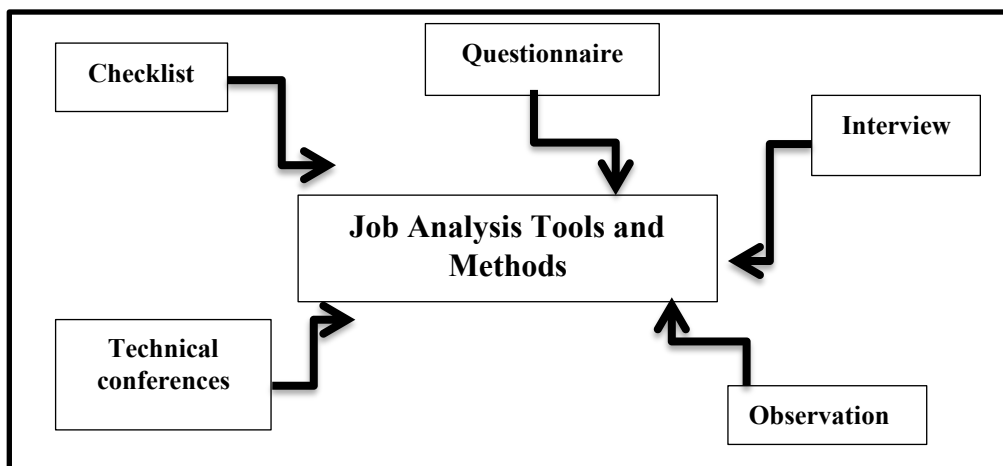 Checklist
Questionnaire
Interview
Job Analysis Tools and
Methods
Technical
conferences
Observation